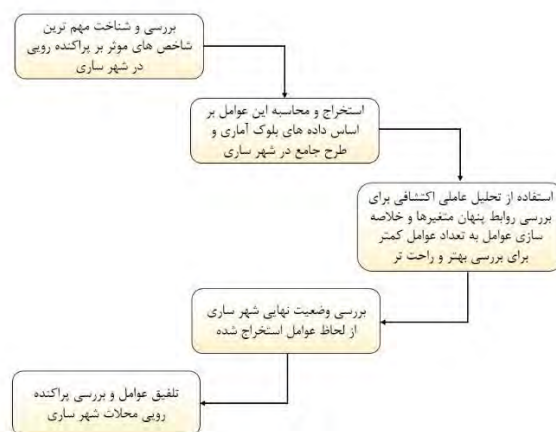 بررسی و شناخت مهم ترین
شاخص های موثر بر پراکنده رویی
در شهر ساری
استخراج و محاسبه این عوامل بر
اساس داده های بلوک آماری و
طرح جامع در شهر ساری
استفاده از تحلیل عاملی اکتشافی برای
بررسی روابط پنهان متغیرها و خلاصه
سازی عوامل به تعداد عوامل کمتر
برای بررسی بهتر و راحت تر
بررسی وضعیت نهایی شهر ساری
از لحاظ عوامل استخراج شده
تلفیق عوامل و بررسی پراکنده
رویی محلات شهر ساری